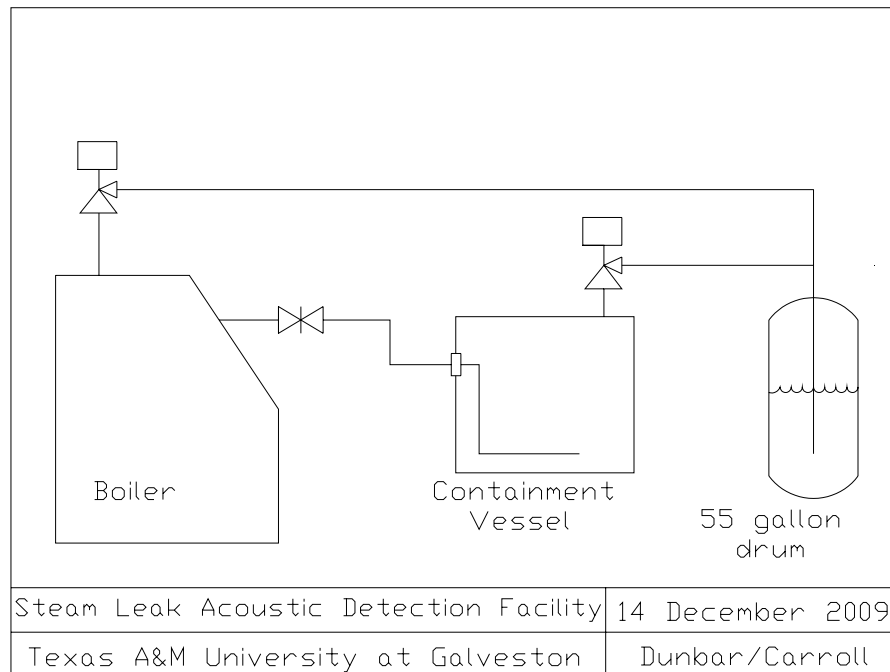 Boiler
Containment
Vessel
55 gallon
drum
Steam Leak Acoustic Detection Facility
14 December 2009
Texas A&M University at Galveston
Dunbar/Carroll